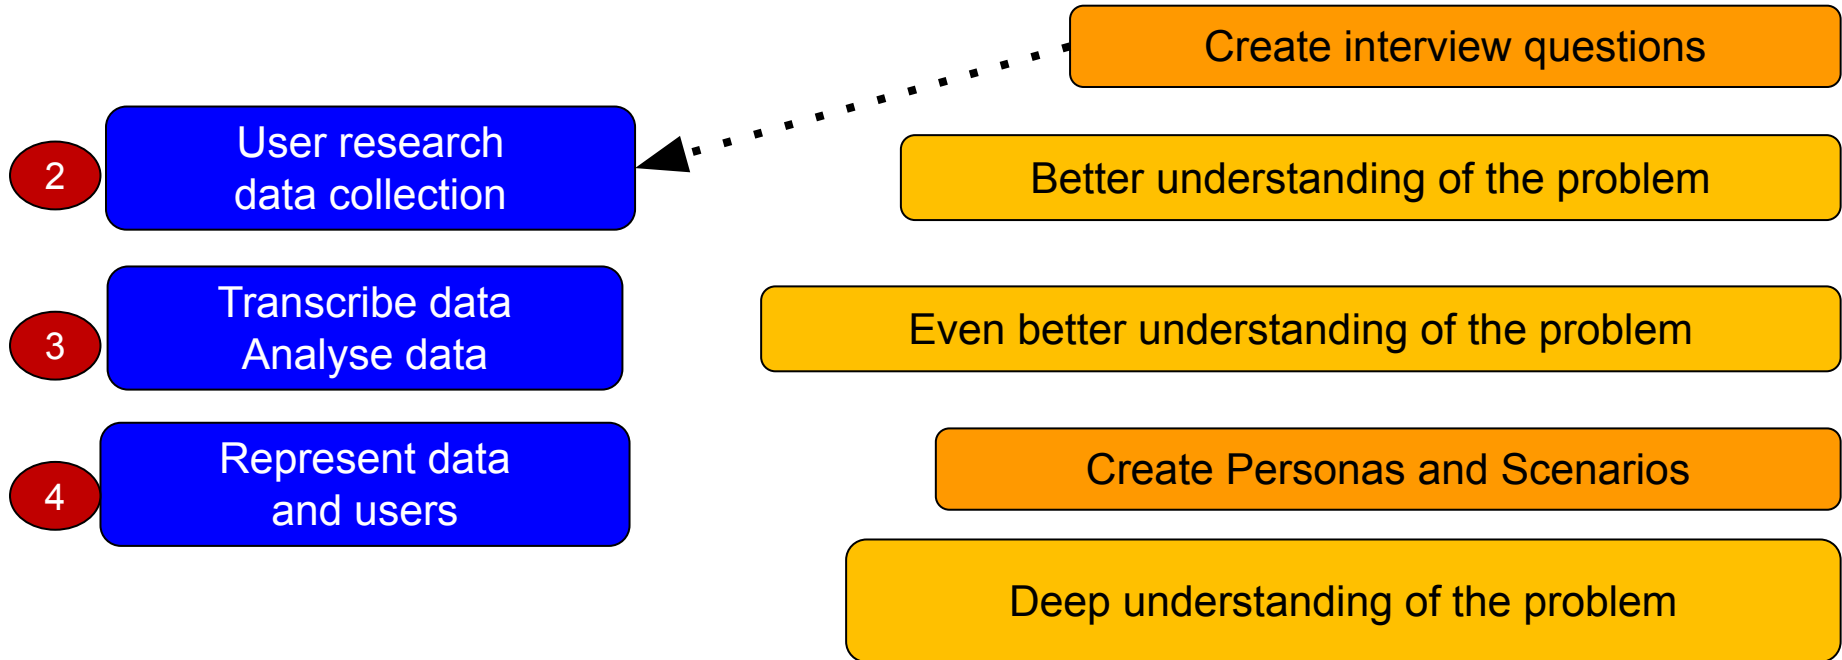 Create interview questions
2
User research
data collection
Better understanding of the problem
3
Transcribe data
Analyse data
Even better understanding of the problem
4
Represent data
and users
Create Personas and Scenarios
Deep understanding of the problem